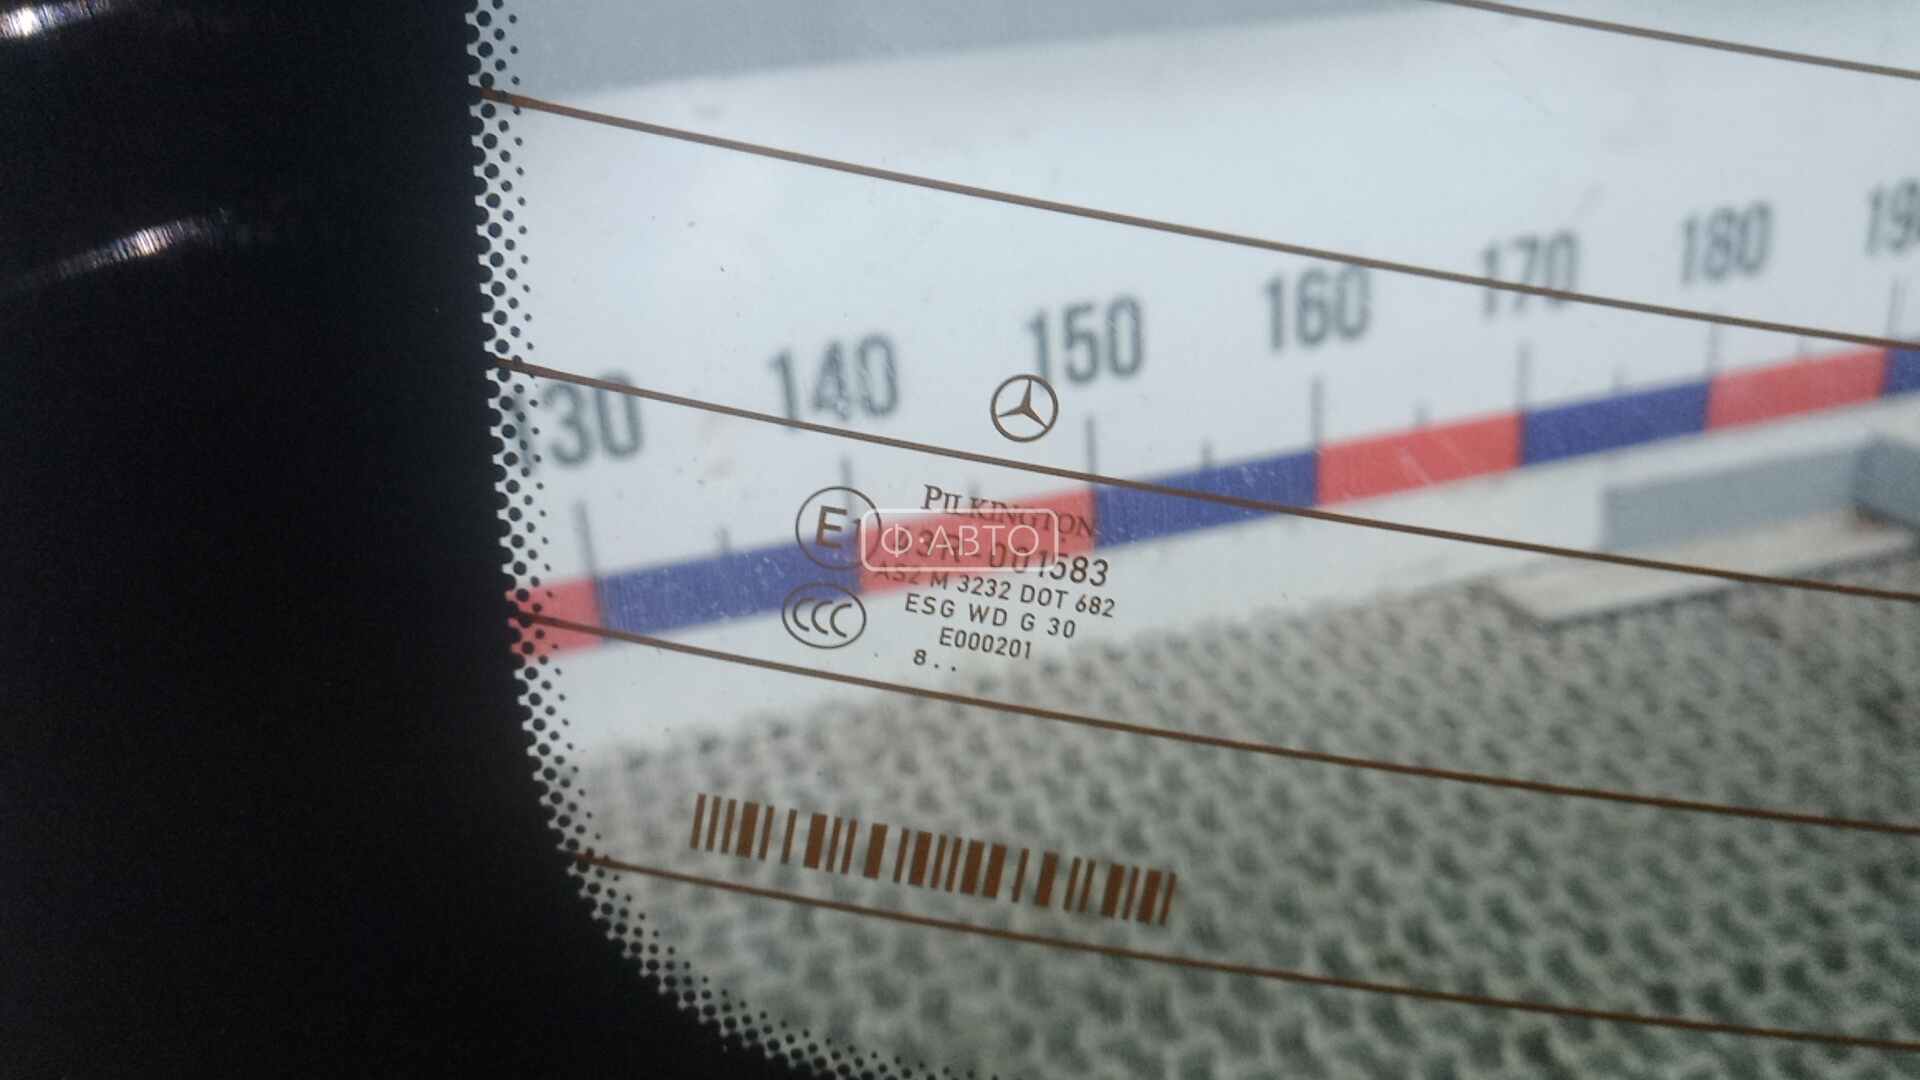 130 140 150 160 170 180
PILKINGTON
E1
Ф·АВТО
43R-001583
AS2 M 3232 DOT 682
CCC
ESG WD G 30
E000201
8 . .